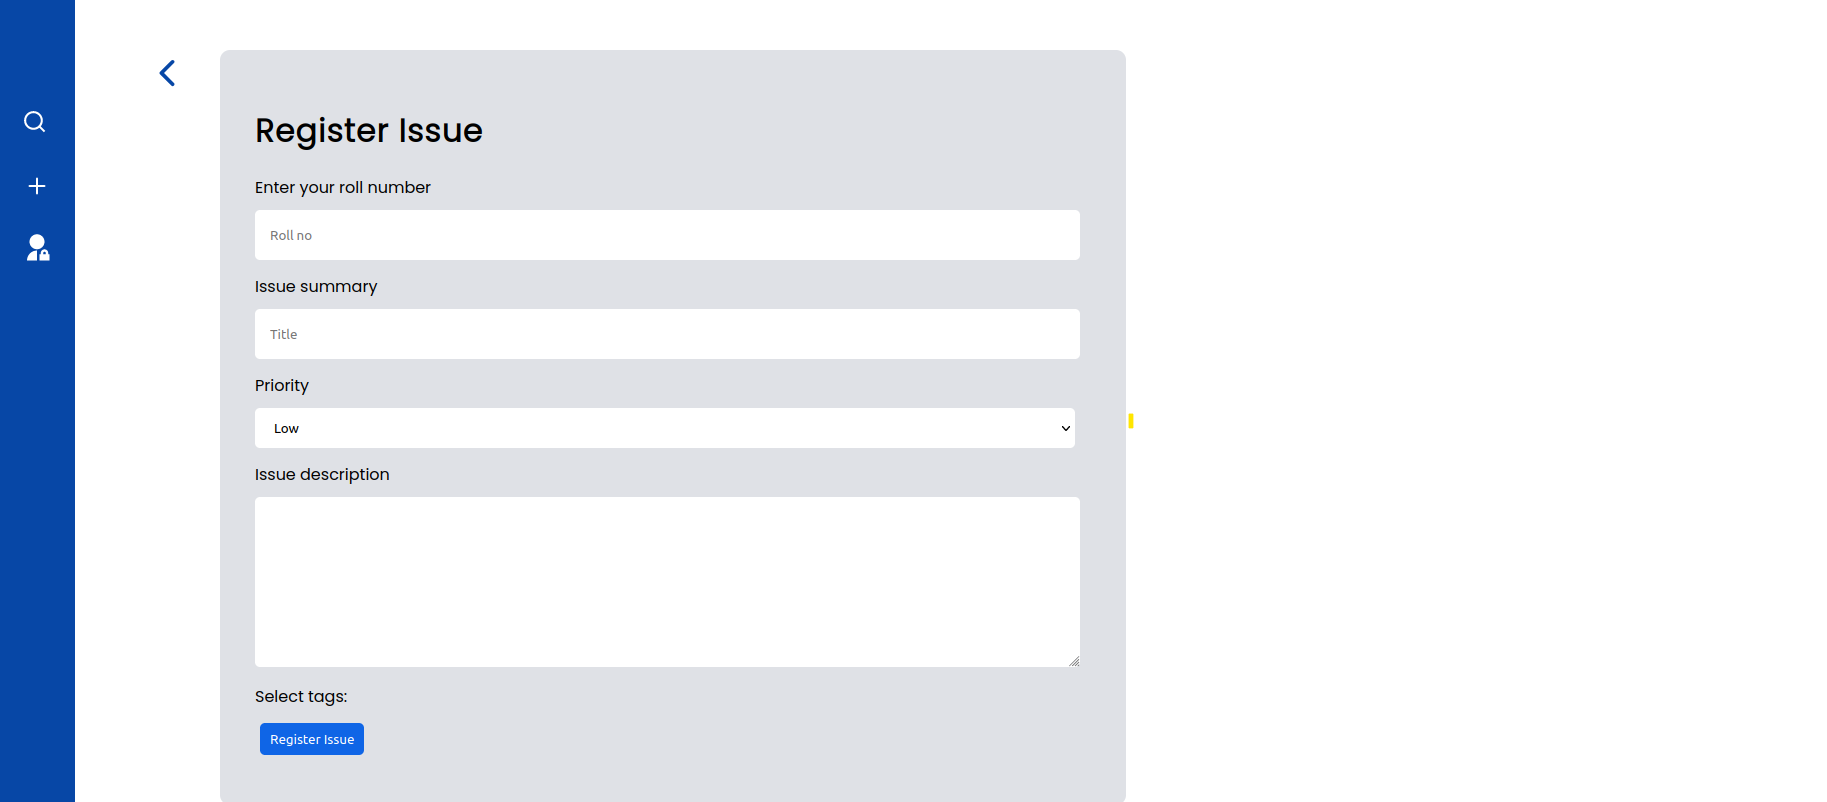 Register Issue
Enter your roll number
Roll no
Issue summary
Title
Priority
Low
Issue description
Select tags:
Register Issue